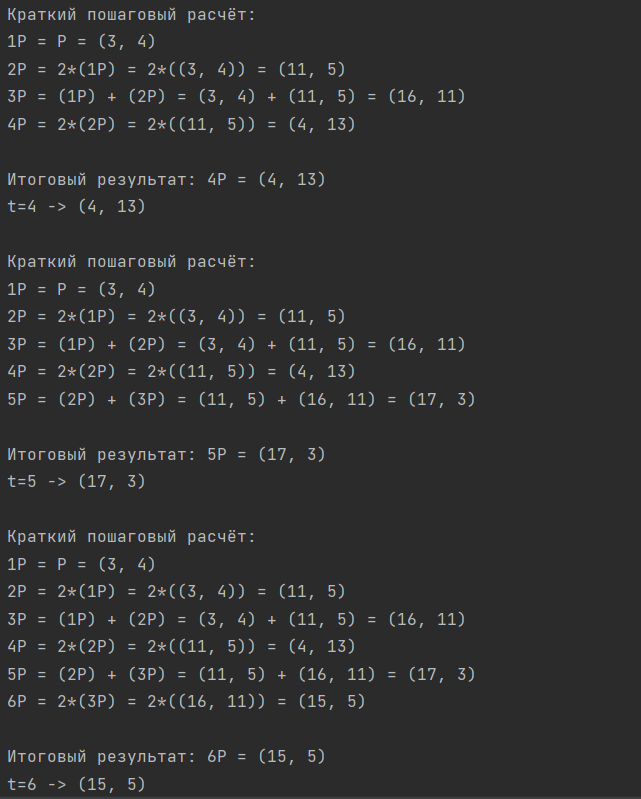 Краткий пошаговый расчёт:
1P = P = (3, 4)
2P = 2*(1P) = 2*((3, 4)) = (11, 5)
3P = (1P) + (2P) = (3, 4) + (11, 5) = (16, 11)
4P = 2*(2P) = 2*((11, 5)) = (4, 13)
Итоговый результат: 4P = (4, 13)
t=4 -> (4, 13)
Краткий пошаговый расчёт:
1P = P = (3, 4)
2P = 2*(1P) = 2*((3, 4)) = (11, 5)
3P = (1P) + (2P) = (3, 4) + (11, 5) = (16, 11)
4P = 2*(2P) = 2*((11, 5)) = (4, 13)
5P = (2P) + (3P) = (11, 5) + (16, 11) = (17, 3)
Итоговый результат: 5P = (17, 3)
t=5 -> (17, 3)
Краткий пошаговый расчёт:
1P = P = (3, 4)
2P = 2*(1P) = 2*((3, 4)) = (11, 5)
3P = (1P) + (2P) = (3, 4) + (11, 5) = (16, 11)
4P = 2*(2P) = 2*((11, 5)) = (4, 13)
5P = (2P) + (3P) = (11, 5) + (16, 11) = (17, 3)
6P = 2*(3P) = 2*((16, 11)) = (15, 5)
Итоговый результат: 6P = (15, 5)
t=6 -> (15, 5)